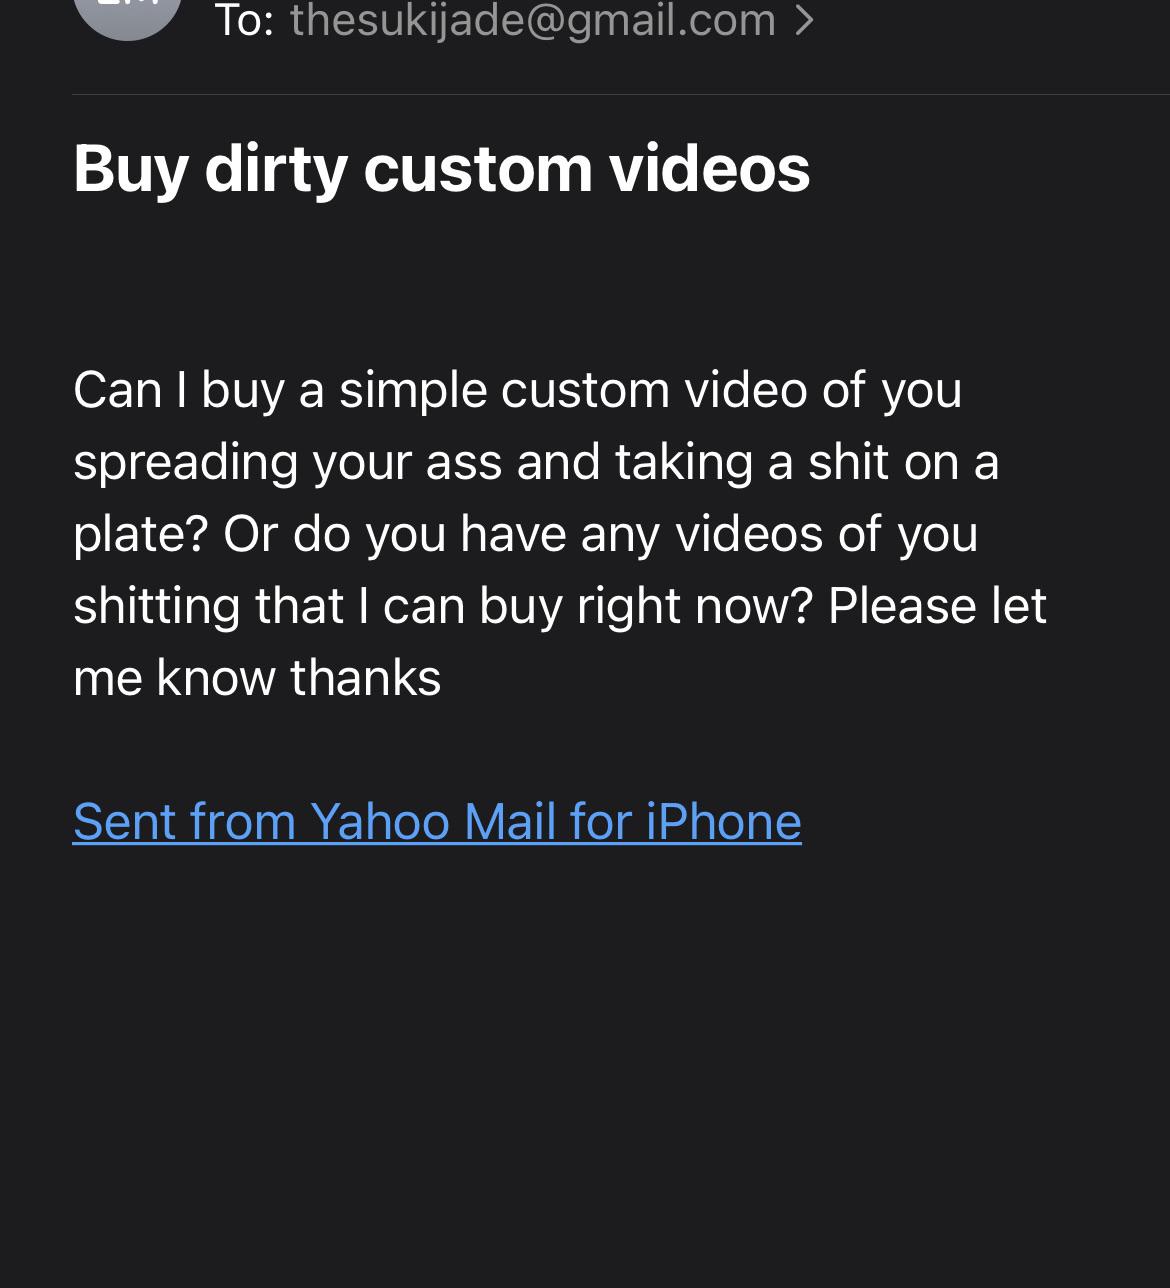 To: thesukijade@gmail.com >
Buy dirty custom videos
Can I buy a simple custom video of you
spreading your ass and taking a shit on a
plate? Or do you have any videos of you
shitting that I can buy right now? Please let
me know thanks
Sent from Yahoo Mail for iPhone